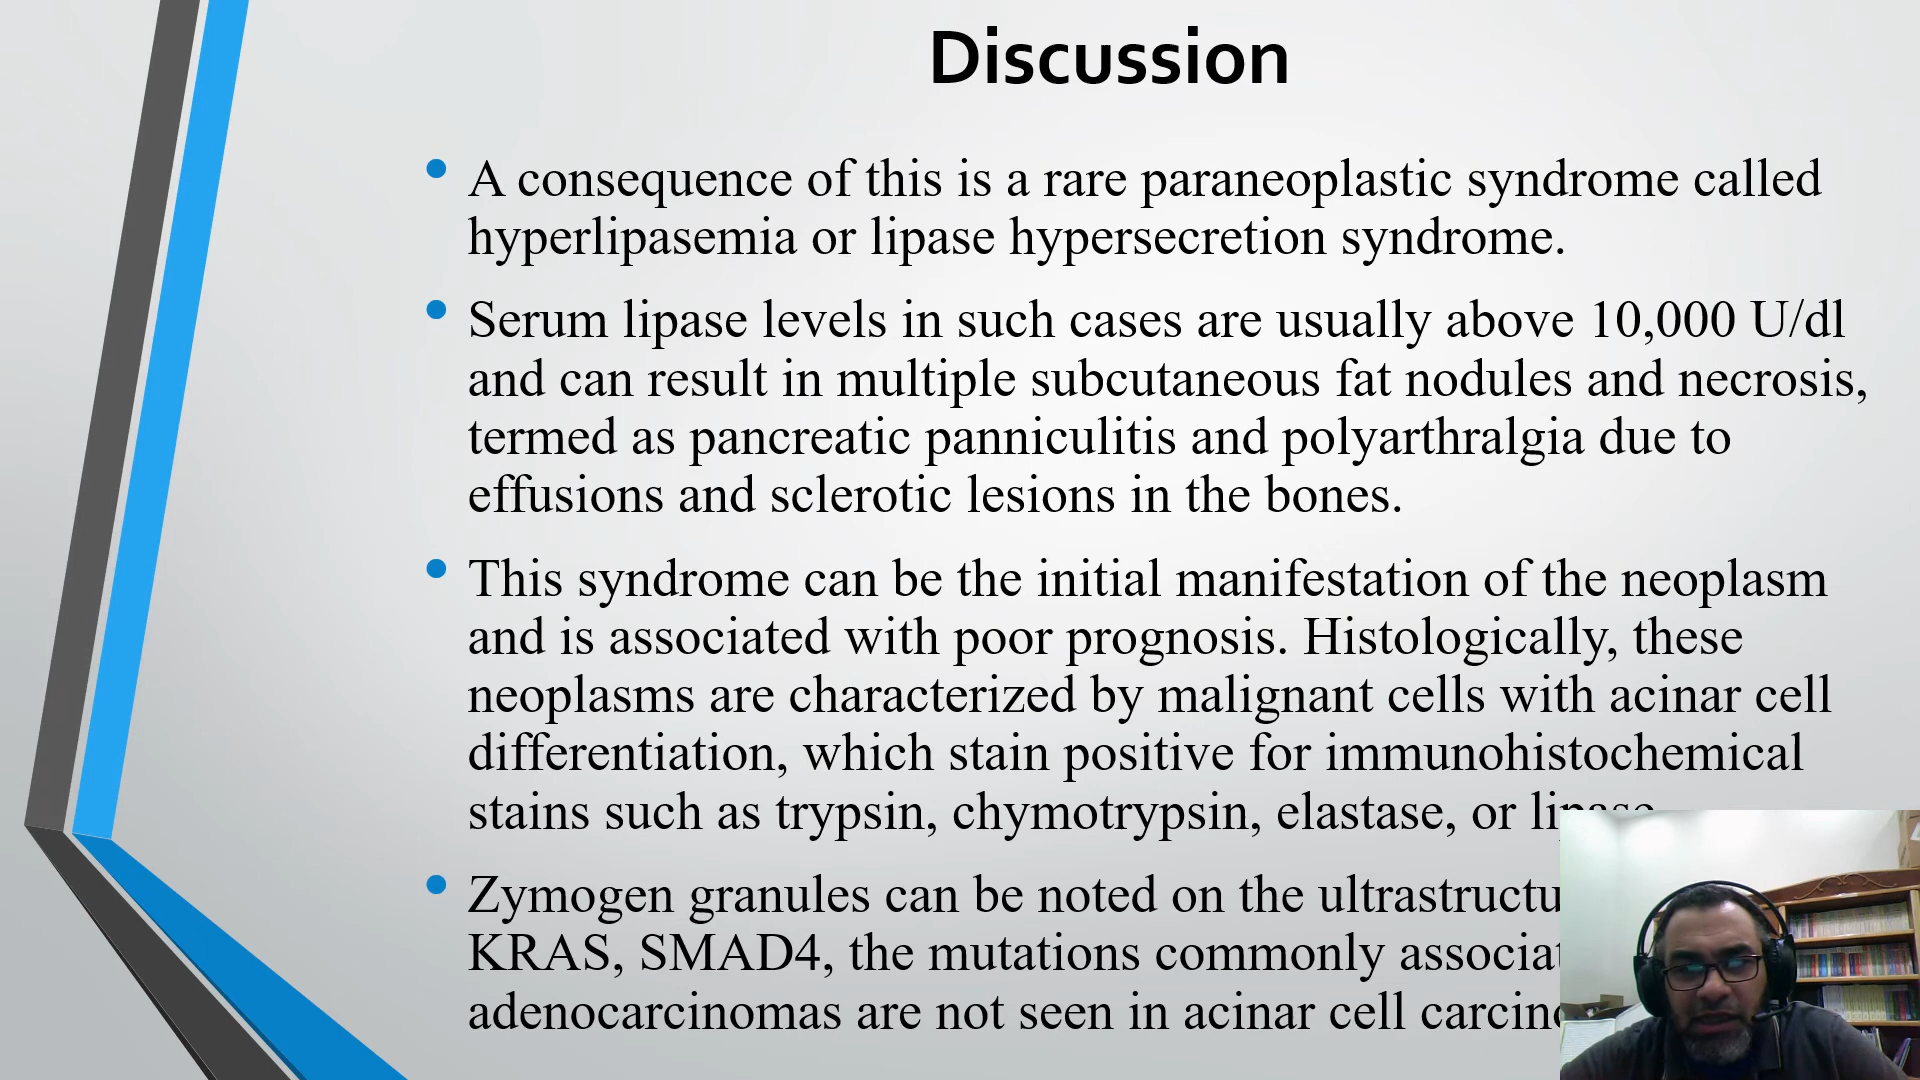 Discussion
A consequence of this is a rare paraneoplastic syndrome called
hyperlipasemia or lipase hypersecretion syndrome.
Serum lipase levels in such cases are usually above 10,000 U/dl
and can result in multiple subcutaneous fat nodules and necrosis,
termed as pancreatic panniculitis and polyarthralgia due to
effusions and sclerotic lesions in the bones.
This syndrome can be the initial manifestation of the neoplasm
and is associated with poor prognosis. Histologically, these
neoplasms are characterized by malignant cells with acinar cell
differentiation, which stain positive for immunohistochemical
stains such as trypsin, chymotrypsin, elastase, or lipase
Zymogen granules can be noted on the
KRAS, SMAD4, the mutations commonly
adenocarcinomas are not seen in acinar cell